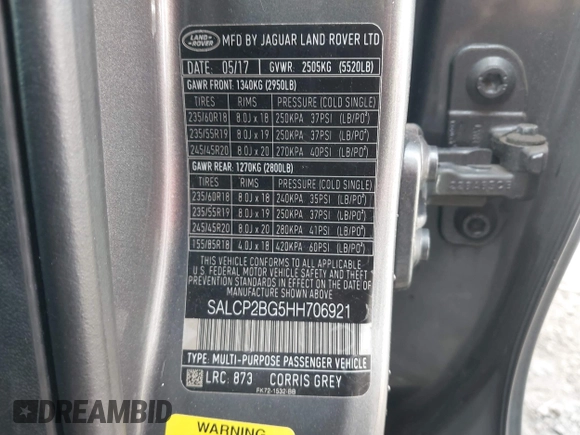 LAND-
ROVER
MFD BY JAGUAR LAND ROVER LTD
DATE: 05/17 GVWR: 2505KG (5520LB)
GAWR FRONT: 1340KG (2950LB)
TIRES RIMS PRESSURE (COLD SINGLE)
235/60R18 8.0J x 18 250KPA 37PSI (LB/PO²)
235/55R19 8.0J x 19 250KPA 37PSI (LB/PO²)
245/45R20 8.0J x 20 270KPA 40PSI (LB/PO²)
GAWR REAR: 1270KG (2800LB)
TIRES RIMS PRESSURE (COLD SINGLE)
235/60R18 8.0J x 18 240KPA 35PSI (LB/PO²)
235/55R19 8.0J x 19 250KPA 37PSI (LB/PO²)
245/45R20 8.0J x 20 280KPA 41PSI (LB/PO²)
155/85R18 4.0J x 18 420KPA 60PSI (LB/PO²)
THIS VEHICLE CONFORMS TO ALL APPLICABLE
U.S. FEDERAL MOTOR VEHICLE SAFETY AND THEFT
PREVENTION STANDARDS IN EFFECT ON THE DATE
OF MANUFACTURE SHOWN ABOVE
SALCP2BG5HH706921
TYPE: MULTI-PURPOSE PASSENGER VEHICLE
LRC: 873 CORRIS GREY
FK72-1532-BB
WARNING
DREAMBID